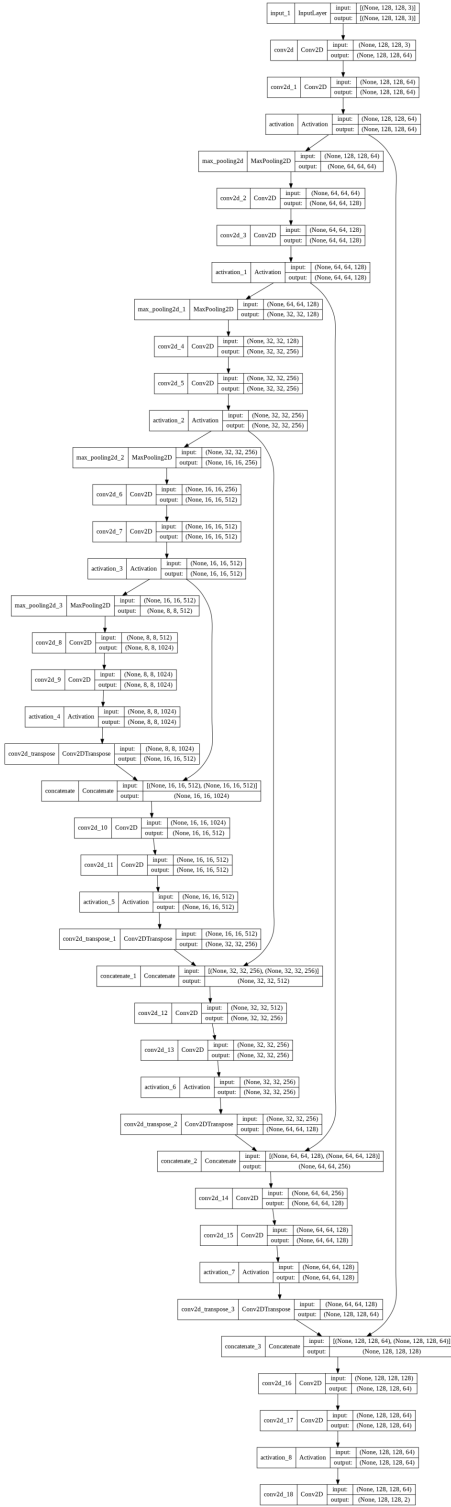 input_1 InputLayer input: [(None, 128, 128, 3)]
output: [(None, 128, 128, 3)]
conv2d Conv2D input: (None, 128, 128, 3)
output: (None, 128, 128, 64)
conv2d_1 Conv2D input: (None, 128, 128, 64)
output: (None, 128, 128, 64)
activation Activation input: (None, 128, 128, 64)
output: (None, 128, 128, 64)
max_pooling2d MaxPooling2D input: (None, 128, 128, 64)
output: (None, 64, 64, 64)
conv2d_2 Conv2D input: (None, 64, 64, 64)
output: (None, 64, 64, 128)
conv2d_3 Conv2D input: (None, 64, 64, 128)
output: (None, 64, 64, 128)
activation_1 Activation input: (None, 64, 64, 128)
output: (None, 64, 64, 128)
max_pooling2d_1 MaxPooling2D input: (None, 64, 64, 128)
output: (None, 32, 32, 128)
conv2d_4 Conv2D input: (None, 32, 32, 128)
output: (None, 32, 32, 256)
conv2d_5 Conv2D input: (None, 32, 32, 256)
output: (None, 32, 32, 256)
activation_2 Activation input: (None, 32, 32, 256)
output: (None, 32, 32, 256)
max_pooling2d_2 MaxPooling2D input: (None, 32, 32, 256)
output: (None, 16, 16, 256)
conv2d_6 Conv2D input: (None, 16, 16, 256)
output: (None, 16, 16, 512)
conv2d_7 Conv2D input: (None, 16, 16, 512)
output: (None, 16, 16, 512)
activation_3 Activation input: (None, 16, 16, 512)
output: (None, 16, 16, 512)
max_pooling2d_3 MaxPooling2D input: (None, 16, 16, 512)
output: (None, 8, 8, 512)
conv2d_8 Conv2D input: (None, 8, 8, 512)
output: (None, 8, 8, 1024)
conv2d_9 Conv2D input: (None, 8, 8, 1024)
output: (None, 8, 8, 1024)
activation_4 Activation input: (None, 8, 8, 1024)
output: (None, 8, 8, 1024)
conv2d_transpose Conv2DTranspose input: (None, 8, 8, 1024)
output: (None, 16, 16, 512)
concatenate Concatenate input: [(None, 16, 16, 512), (None, 16, 16, 512)]
output: (None, 16, 16, 1024)
conv2d_10 Conv2D input: (None, 16, 16, 1024)
output: (None, 16, 16, 512)
conv2d_11 Conv2D input: (None, 16, 16, 512)
output: (None, 16, 16, 512)
activation_5 Activation input: (None, 16, 16, 512)
output: (None, 16, 16, 512)
conv2d_transpose_1 Conv2DTranspose input: (None, 16, 16, 512)
output: (None, 32, 32, 256)
concatenate_1 Concatenate input: [(None, 32, 32, 256), (None, 32, 32, 256)]
output: (None, 32, 32, 512)
conv2d_12 Conv2D input: (None, 32, 32, 512)
output: (None, 32, 32, 256)
conv2d_13 Conv2D input: (None, 32, 32, 256)
output: (None, 32, 32, 256)
activation_6 Activation input: (None, 32, 32, 256)
output: (None, 32, 32, 256)
conv2d_transpose_2 Conv2DTranspose input: (None, 32, 32, 256)
output: (None, 64, 64, 128)
concatenate_2 Concatenate input: [(None, 64, 64, 128), (None, 64, 64, 128)]
output: (None, 64, 64, 256)
conv2d_14 Conv2D input: (None, 64, 64, 256)
output: (None, 64, 64, 128)
conv2d_15 Conv2D input: (None, 64, 64, 128)
output: (None, 64, 64, 128)
activation_7 Activation input: (None, 64, 64, 128)
output: (None, 64, 64, 128)
conv2d_transpose_3 Conv2DTranspose input: (None, 64, 64, 128)
output: (None, 128, 128, 64)
concatenate_3 Concatenate input: [(None, 128, 128, 64), (None, 128, 128, 64)]
output: (None, 128, 128, 128)
conv2d_16 Conv2D input: (None, 128, 128, 128)
output: (None, 128, 128, 64)
conv2d_17 Conv2D input: (None, 128, 128, 64)
output: (None, 128, 128, 64)
activation_8 Activation input: (None, 128, 128, 64)
output: (None, 128, 128, 64)
conv2d_18 Conv2D input: (None, 128, 128, 64)
output: (None, 128, 128, 2)